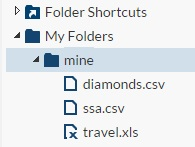 Folder Shortcuts
My Folders
mine
diamonds.csv
ssa.csv
travel.xls